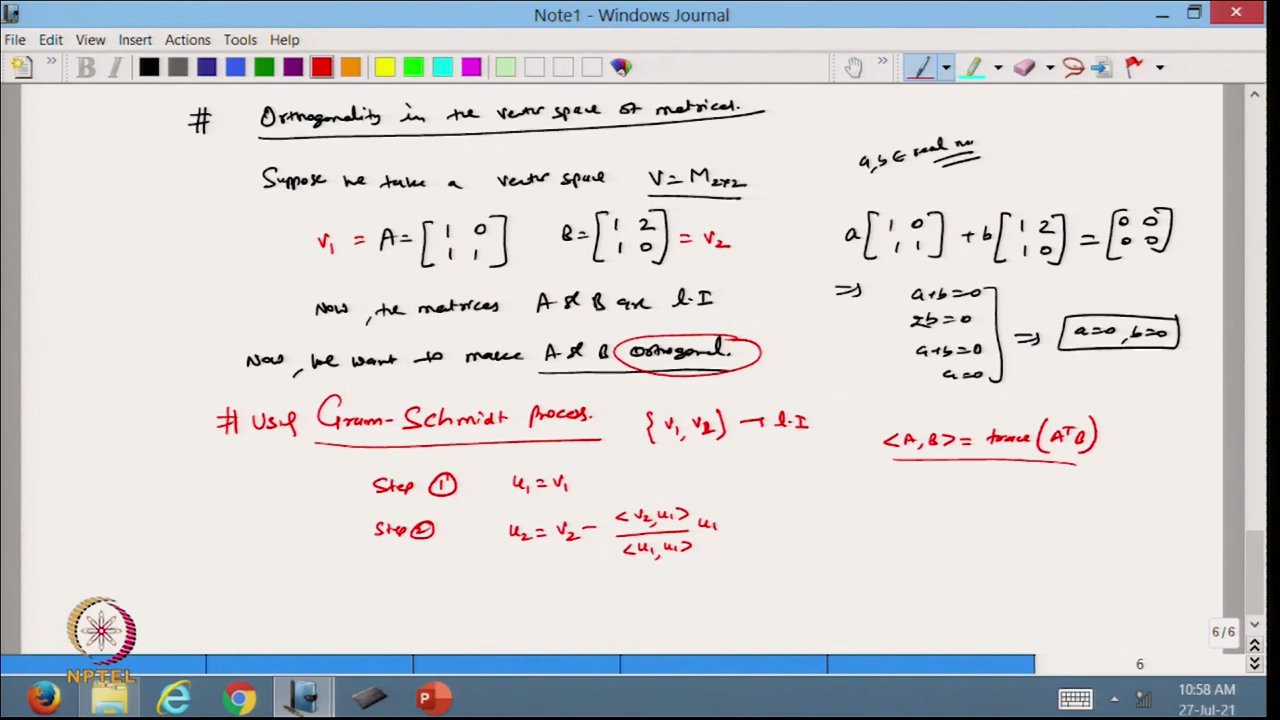 Note1 - Windows Journal
File Edit View Insert Actions Tools Help
# Orthogonality in the vector space of matrices.
Suppose we take a vector space V = M2×2
a, b ∈ real no
v1 = A = [1 0; 1 1] B = [1 2; 1 0] = v2
a [1 0; 1 1] + b [1 2; 1 0] = [0 0; 0 0]
Now, the matrices A & B are l.I
⇒ a+b=0
2b=0
a+b=0
a=0
⇒ a=0, b=0
Now, we want to make A & B orthogonal.
# Using Gram-Schmidt process. {v1, v2} → l.I
<A, B> = trace(A^T B)
Step ① u1 = v1
Step ② u2 = v2 - <v2, u1> / <u1, u1> u1
6/6
6
NPTEL
10:58 AM
27-Jul-21